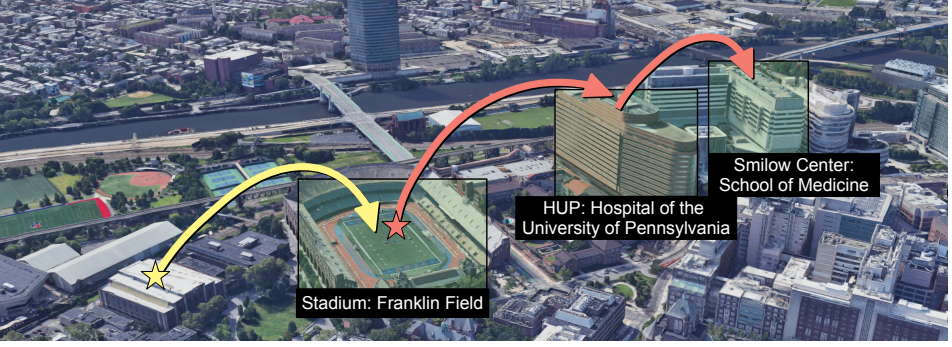 Stadium: Franklin Field
HUP: Hospital of the
University of Pennsylvania
Smilow Center:
School of Medicine